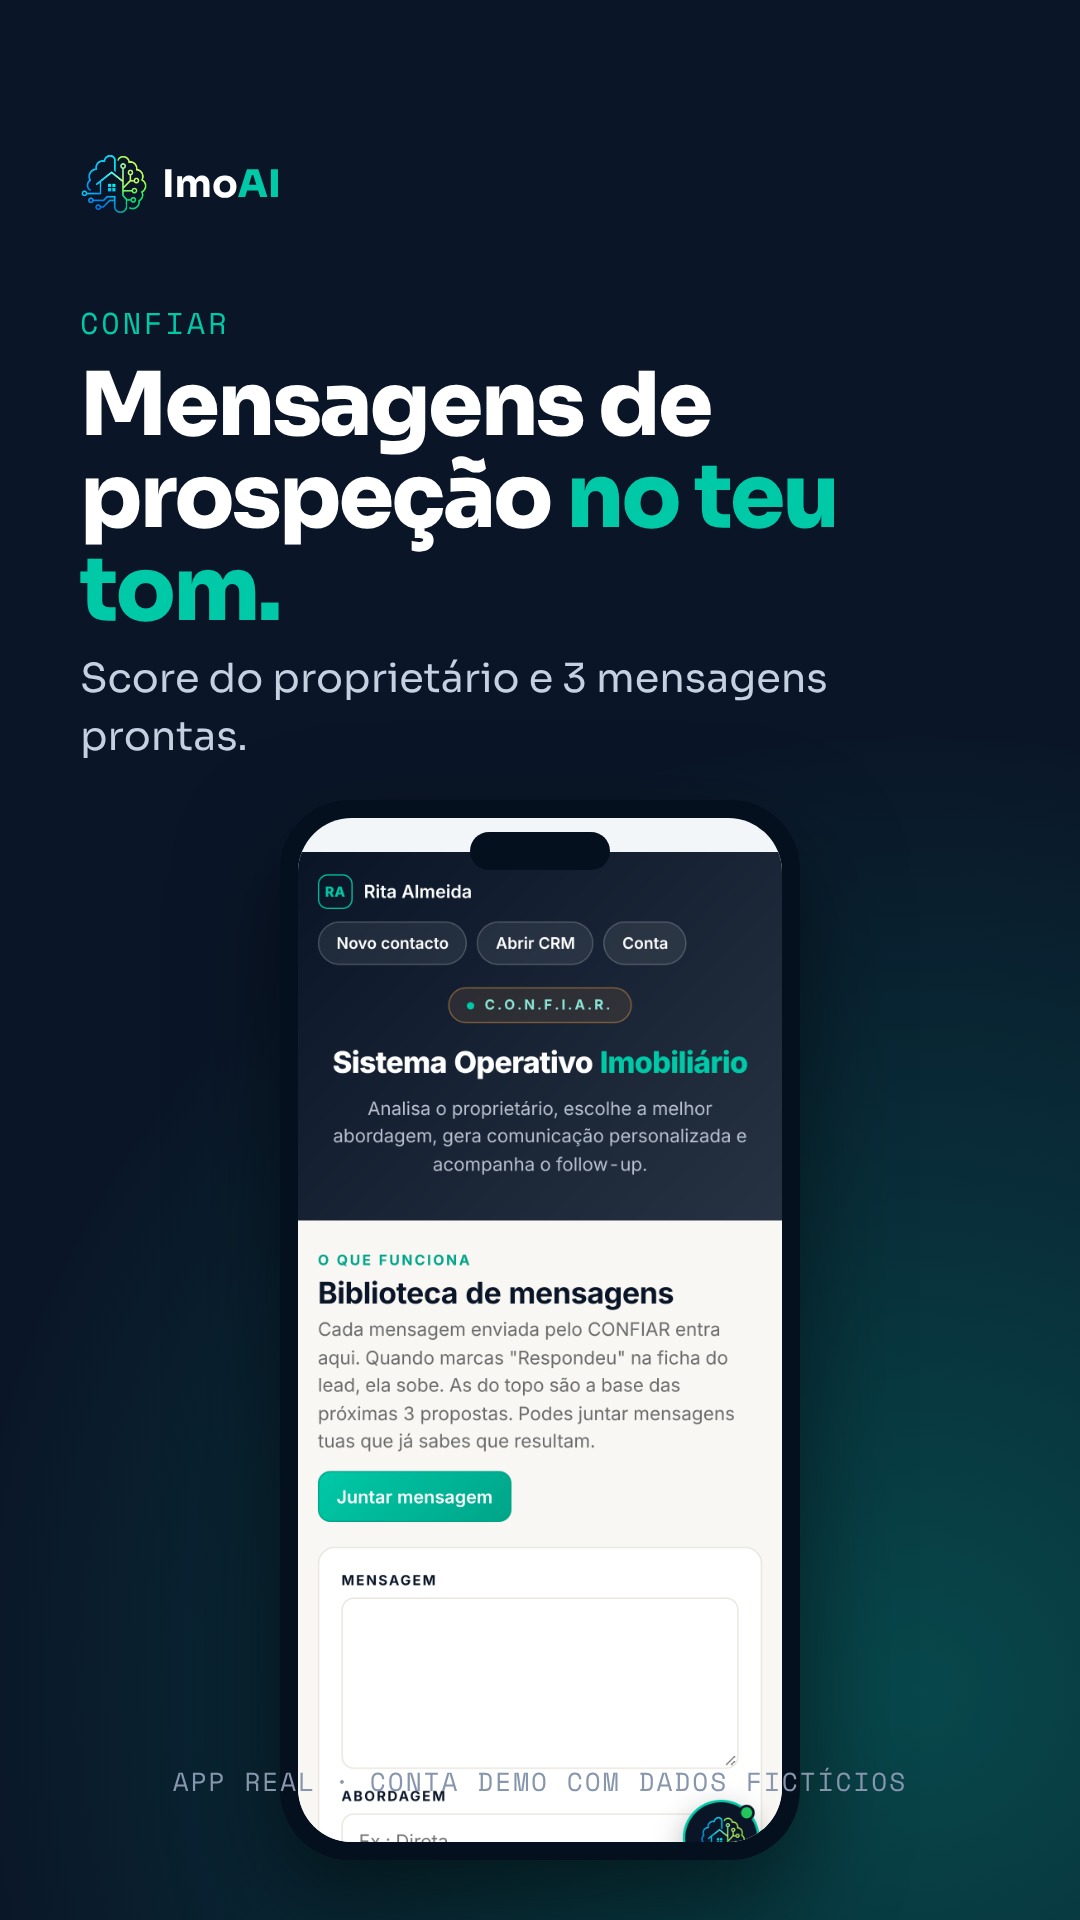 ImoAI
CONFIAR
Mensagens de
prospeção no teu
tom.
Score do proprietário e 3 mensagens
prontas.
RA Rita Almeida
Novo contacto Abrir CRM Conta
C.O.N.F.I.A.R.
Sistema Operativo Imobiliário
Analisa o proprietário, escolhe a melhor
abordagem, gera comunicação personalizada e
acompanha o follow-up.
O QUE FUNCIONA
Biblioteca de mensagens
Cada mensagem enviada pelo CONFIAR entra
aqui. Quando marcas "Respondeu" na ficha do
lead, ela sobe. As do topo são a base das
próximas 3 propostas. Podes juntar mensagens
tuas que já sabes que resultam.
Juntar mensagem
MENSAGEM
APP REAL · CONTA DEMO COM DADOS FICTÍCIOS
ABORDAGEM
Ex.: Direta